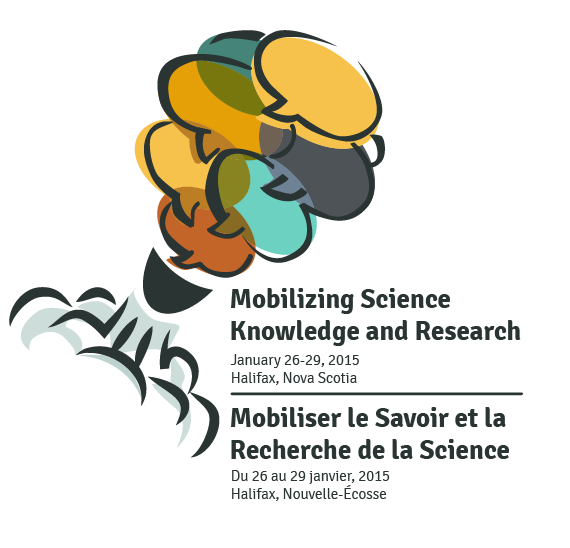 Mobilizing Science
Knowledge and Research
January 26-29, 2015
Halifax, Nova Scotia
Mobiliser le Savoir et la
Recherche de la Science
Du 26 au 29 janvier, 2015
Halifax, Nouvelle-Écosse